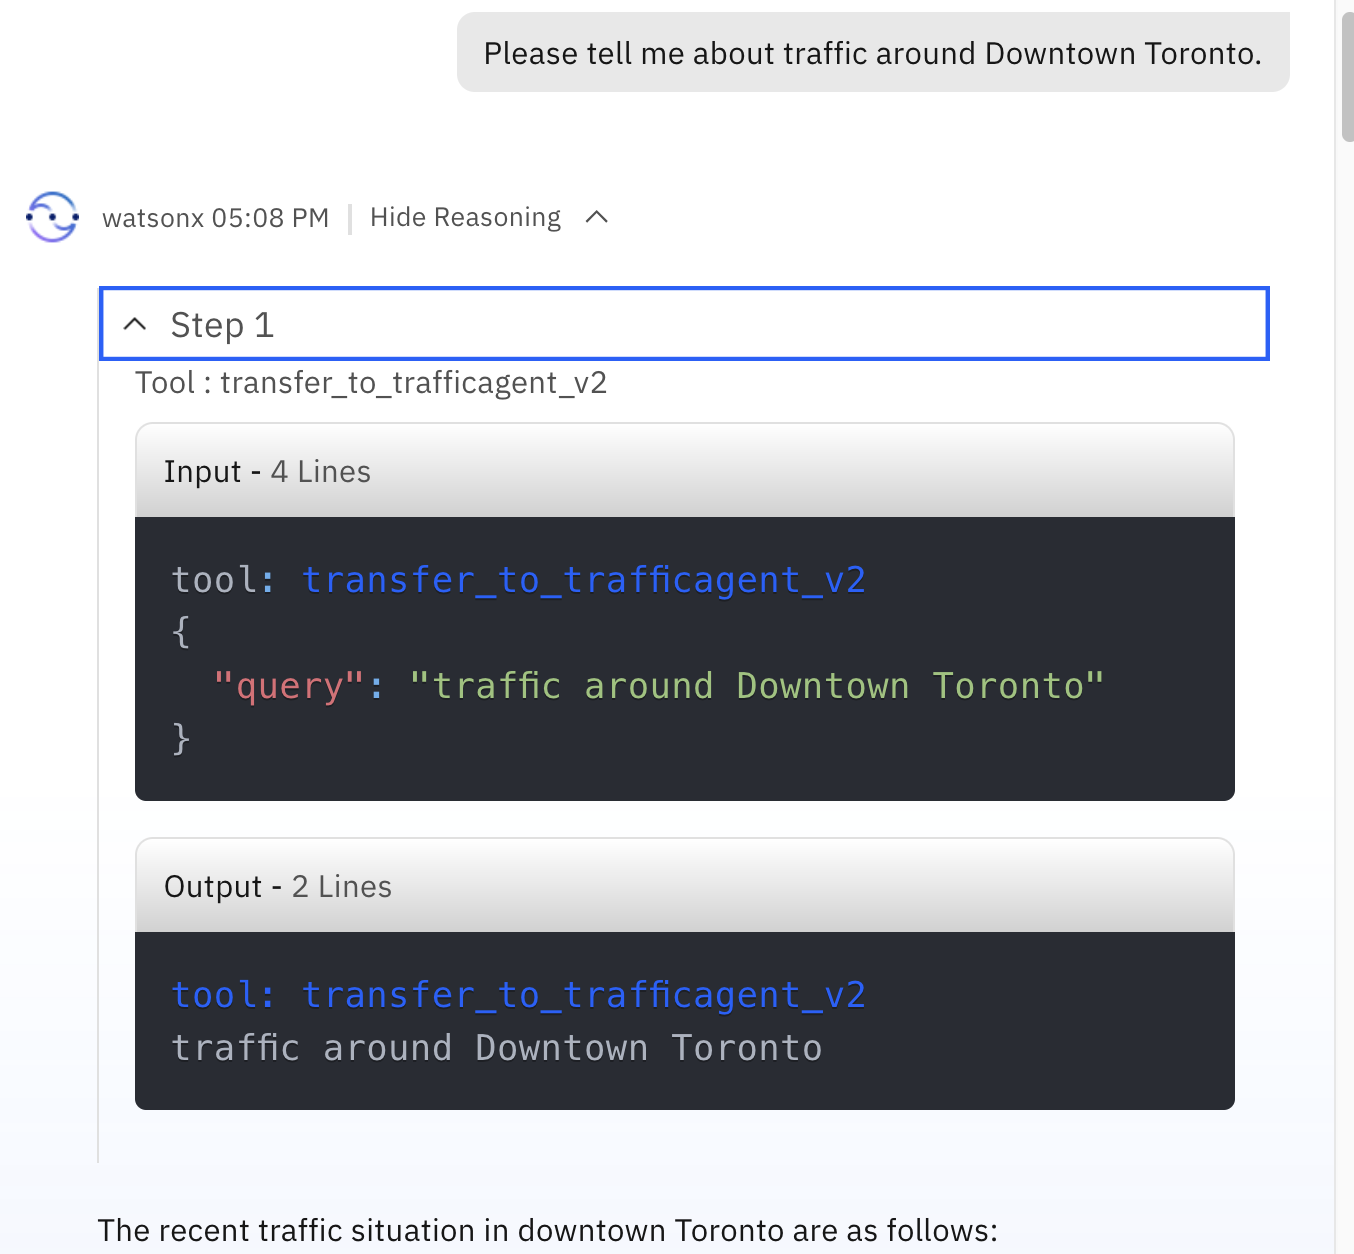 Please tell me about traffic around Downtown Toronto.
watsonx 05:08 PM | Hide Reasoning
Step 1
Tool : transfer_to_trafficagent_v2
Input - 4 Lines
tool: transfer_to_trafficagent_v2
{
  "query": "traffic around Downtown Toronto"
}
Output - 2 Lines
tool: transfer_to_trafficagent_v2
traffic around Downtown Toronto
The recent traffic situation in downtown Toronto are as follows: